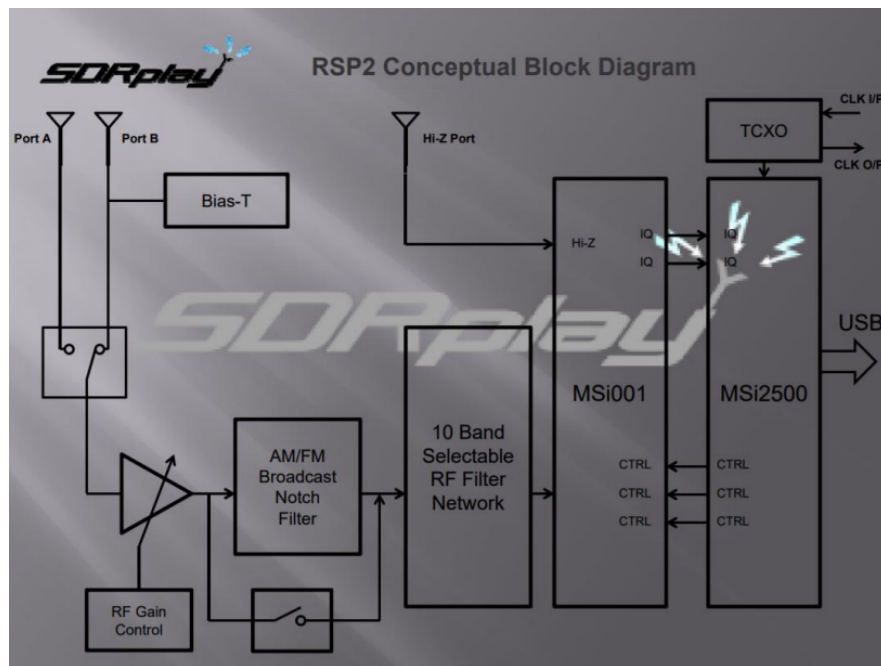 SDRplay
RSP2 Conceptual Block Diagram
Port A
Port B
Hi-Z Port
TCXO
CLK I/P
CLK O/P
Bias-T
Hi-Z
IQ
IQ
IQ
IQ
SDRplay
USB
MSi001
MSi2500
10 Band
Selectable
RF Filter
Network
AM/FM
Broadcast
Notch
Filter
CTRL
CTRL
CTRL
CTRL
CTRL
CTRL
RF Gain
Control